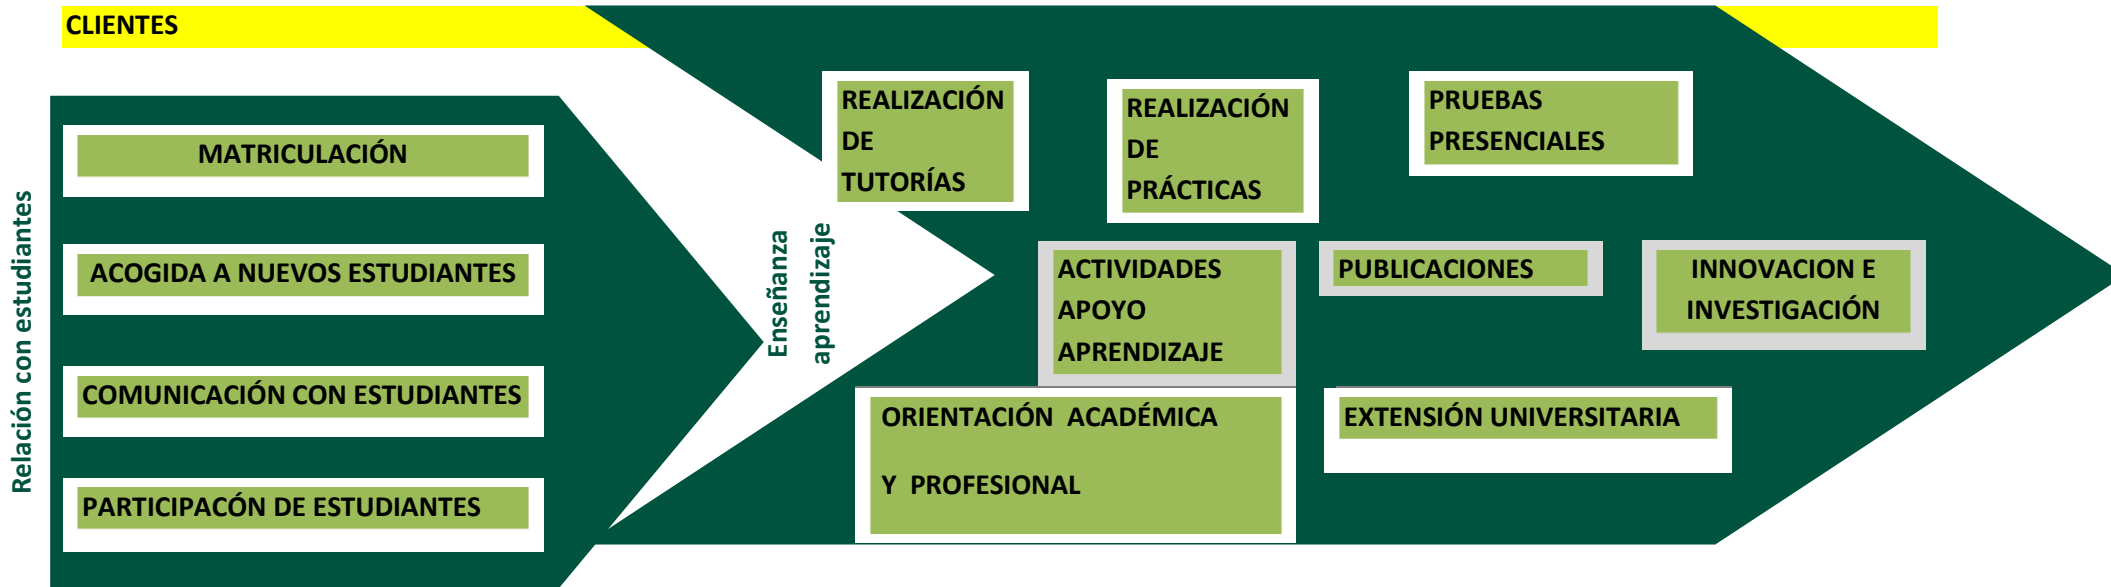 CLIENTES
Relación con estudiantes
MATRICULACIÓN
ACOGIDA A NUEVOS ESTUDIANTES
COMUNICACIÓN CON ESTUDIANTES
PARTICIPACÓN DE ESTUDIANTES
Enseñanza
aprendizaje
REALIZACIÓN
DE
TUTORÍAS
REALIZACIÓN
DE
PRÁCTICAS
PRUEBAS
PRESENCIALES
ACTIVIDADES
APOYO
APRENDIZAJE
PUBLICACIONES
INNOVACION E
INVESTIGACIÓN
ORIENTACIÓN ACADÉMICA
Y PROFESIONAL
EXTENSIÓN UNIVERSITARIA